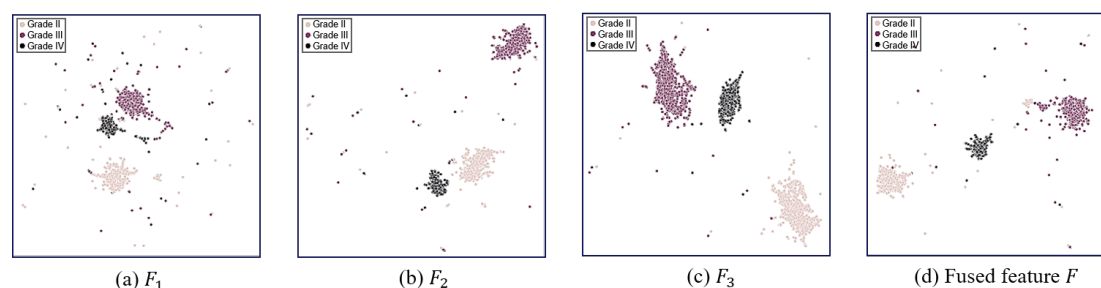 Grade II
Grade III
Grade IV
Grade II
Grade III
Grade IV
Grade II
Grade III
Grade IV
Grade II
Grade III
Grade IV
(a) F₁
(b) F₂
(c) F₃
(d) Fused feature F